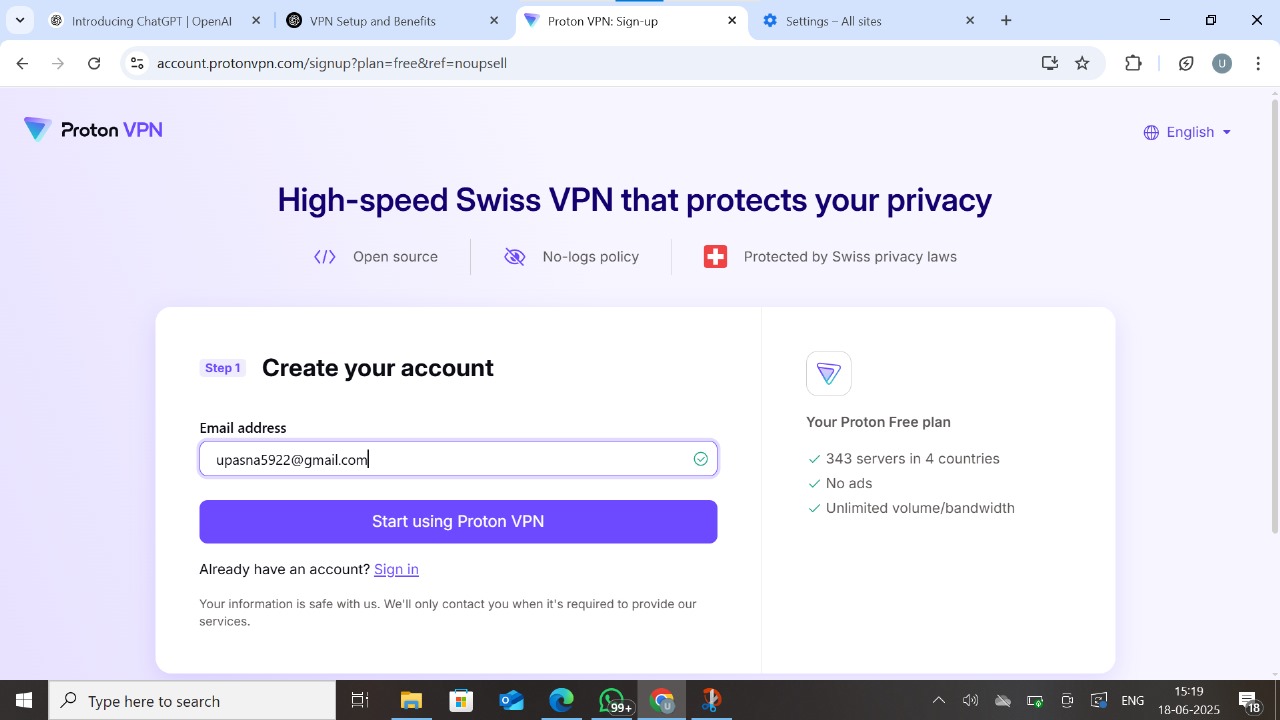 Introducing ChatGPT | OpenAI
VPN Setup and Benefits
Proton VPN: Sign-up
Settings – All sites
account.protonvpn.com/signup?plan=free&ref=noupsell
U
Proton VPN
English
High-speed Swiss VPN that protects your privacy
Open source
No-logs policy
Protected by Swiss privacy laws
Step 1 Create your account
Email address
upasna5922@gmail.com
Start using Proton VPN
Already have an account? Sign in
Your information is safe with us. We'll only contact you when it's required to provide our
services.
Your Proton Free plan
343 servers in 4 countries
No ads
Unlimited volume/bandwidth
Type here to search
99+
U
ENG
15:19
18-06-2025
18